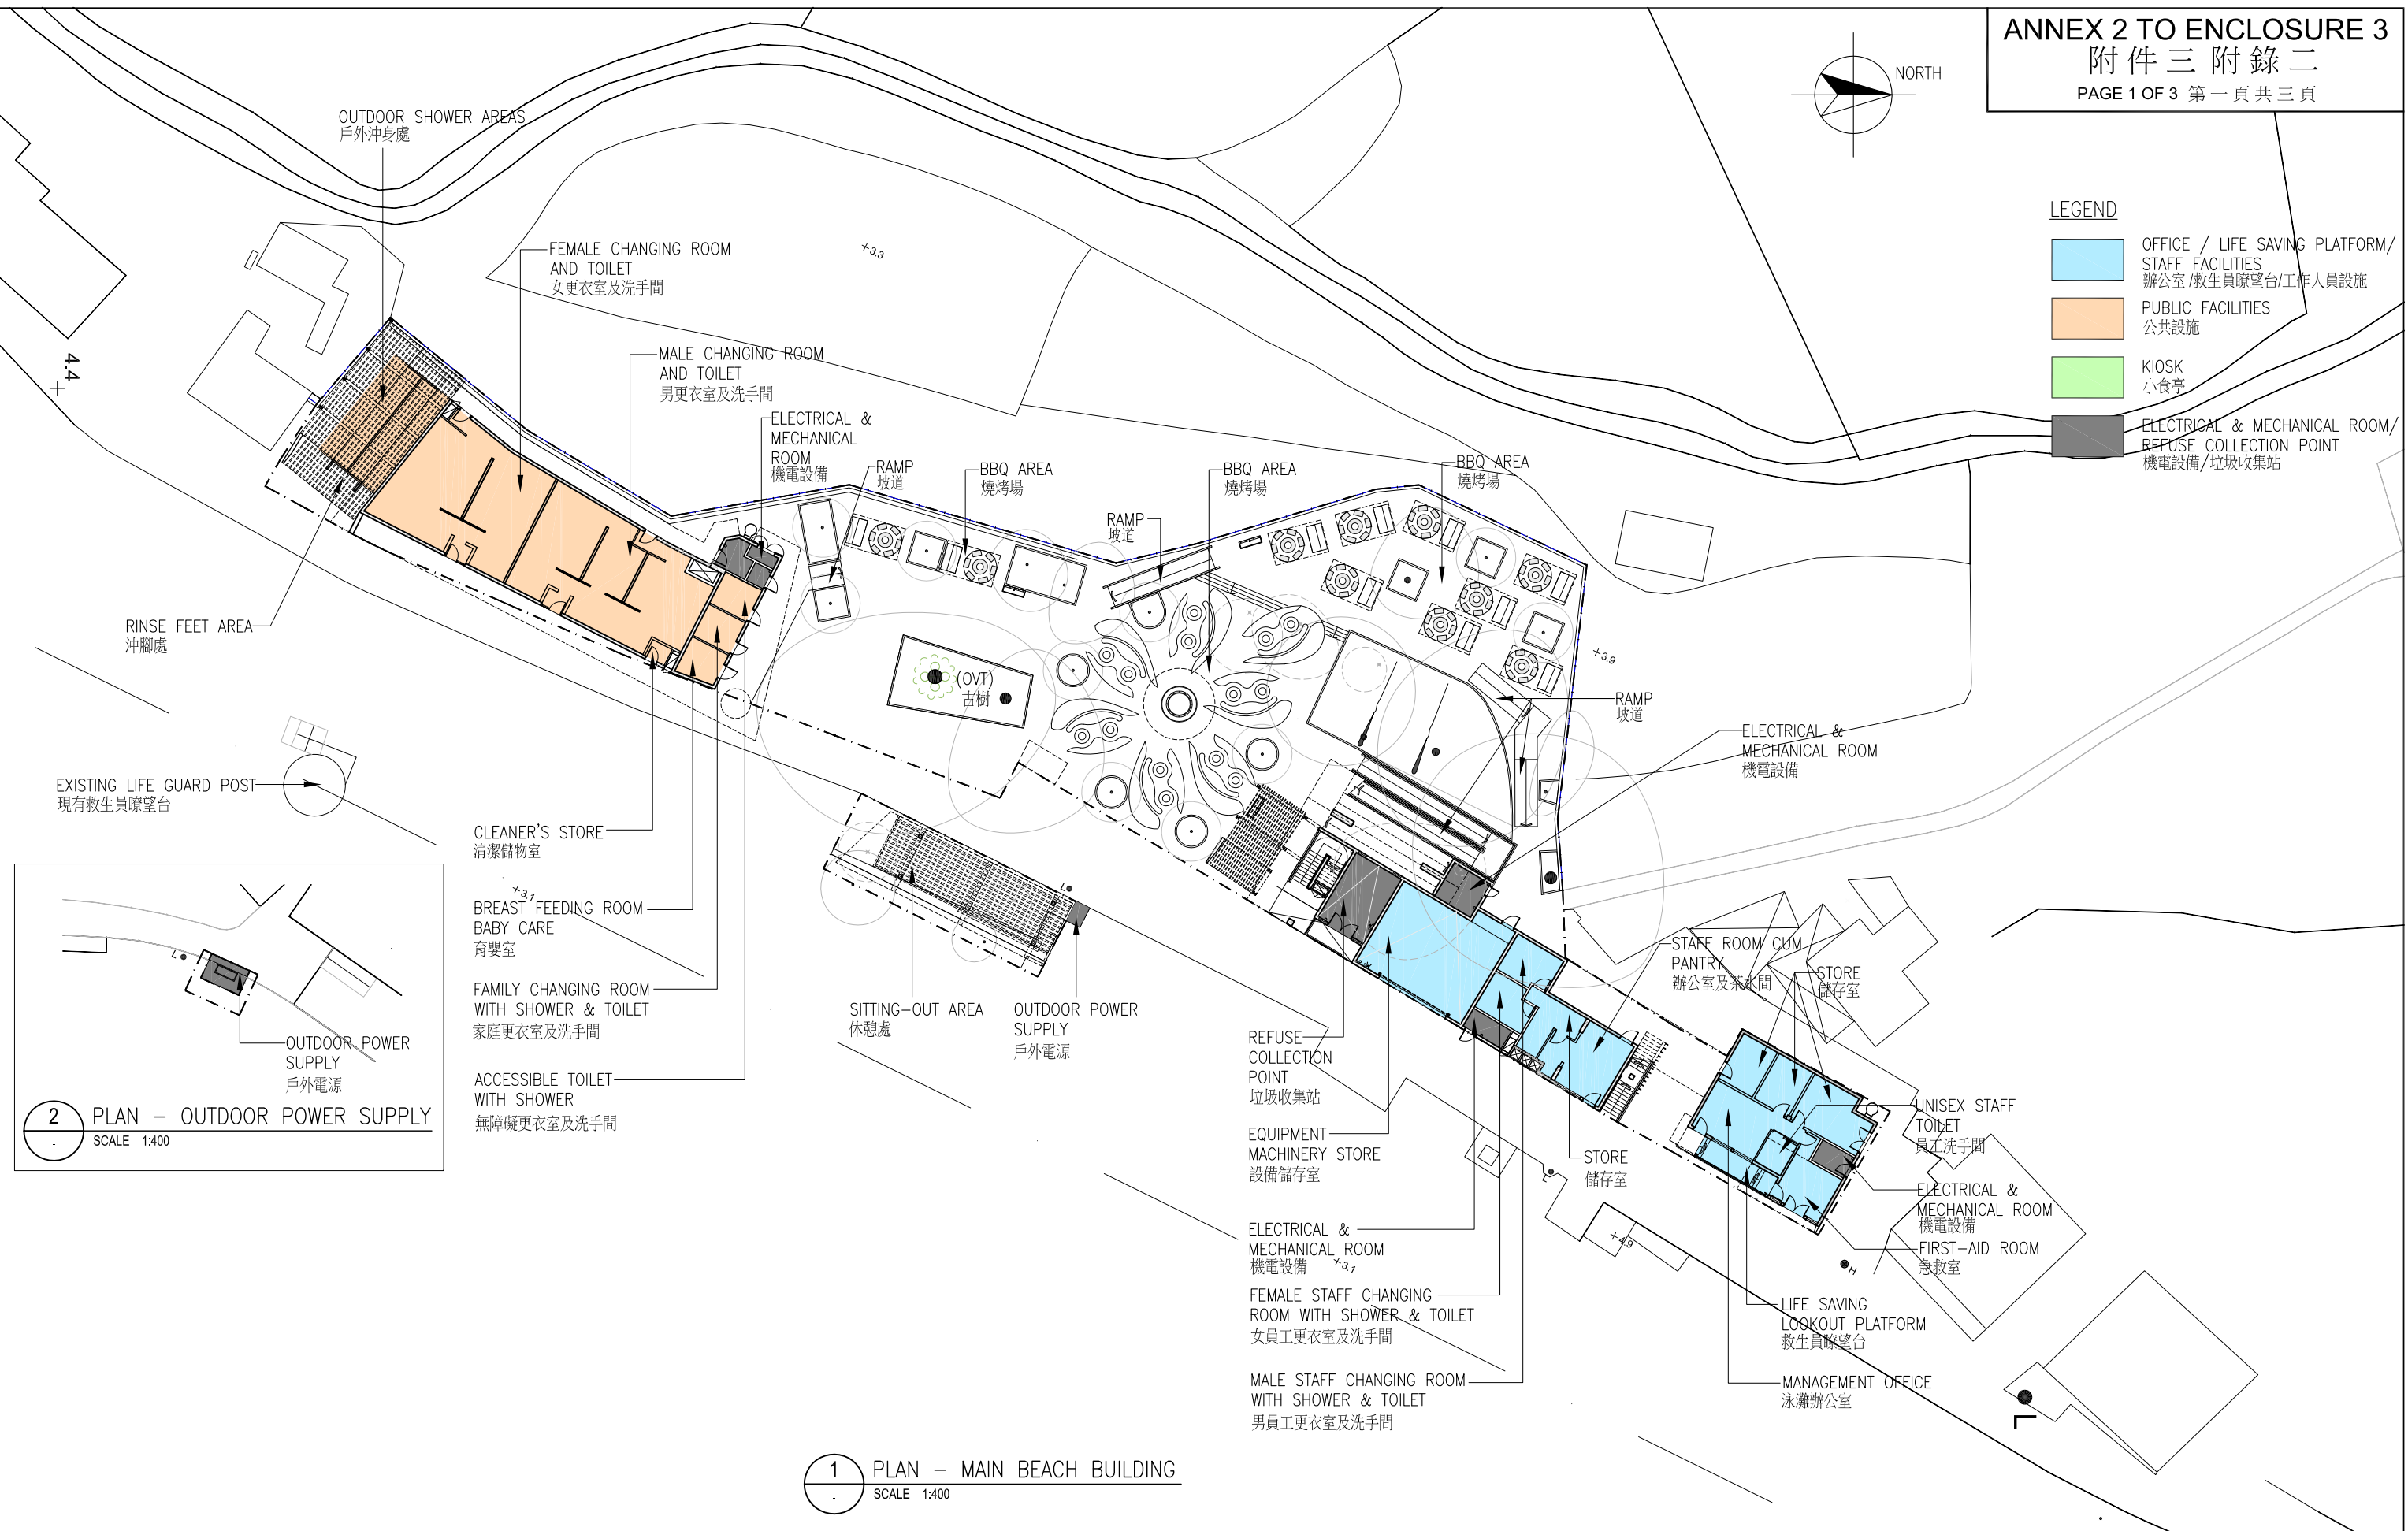 ANNEX 2 TO ENCLOSURE 3
附件三 附錄二
PAGE 1 OF 3 第一頁共三頁
NORTH
LEGEND
OFFICE / LIFE SAVING PLATFORM/
STAFF FACILITIES
辦公室 /救生員瞭望台/工作人員設施
PUBLIC FACILITIES
公共設施
KIOSK
小食亭
ELECTRICAL & MECHANICAL ROOM/
REFUSE COLLECTION POINT
機電設備/垃圾收集站
OUTDOOR SHOWER AREAS
戶外沖身處
FEMALE CHANGING ROOM
AND TOILET
女更衣室及洗手間
+3.3
MALE CHANGING ROOM
AND TOILET
男更衣室及洗手間
4.4
ELECTRICAL &
MECHANICAL
ROOM
機電設備
RAMP
坡道
BBQ AREA
燒烤場
RAMP
坡道
BBQ AREA
燒烤場
BBQ AREA
燒烤場
RINSE FEET AREA
沖腳處
(OVT)
古樹
+3.9
RAMP
坡道
ELECTRICAL &
MECHANICAL ROOM
機電設備
EXISTING LIFE GUARD POST
現有救生員瞭望台
CLEANER'S STORE
清潔儲物室
+3.1
BREAST FEEDING ROOM
BABY CARE
育嬰室
FAMILY CHANGING ROOM
WITH SHOWER & TOILET
家庭更衣室及洗手間
ACCESSIBLE TOILET
WITH SHOWER
無障礙更衣室及洗手間
L
SITTING-OUT AREA
休憩處
OUTDOOR POWER
SUPPLY
戶外電源
STAFF ROOM CUM
PANTRY
辦公室及茶水間
STORE
儲存室
REFUSE
COLLECTION
POINT
垃圾收集站
EQUIPMENT
MACHINERY STORE
設備儲存室
STORE
儲存室
L
ELECTRICAL &
MECHANICAL ROOM
機電設備
+3.1
FEMALE STAFF CHANGING
ROOM WITH SHOWER & TOILET
女員工更衣室及洗手間
MALE STAFF CHANGING ROOM
WITH SHOWER & TOILET
男員工更衣室及洗手間
UNISEX STAFF
TOILET
員工洗手間
ELECTRICAL &
MECHANICAL ROOM
機電設備
FIRST-AID ROOM
急救室
+4.9
H
LIFE SAVING
LOOKOUT PLATFORM
救生員瞭望台
MANAGEMENT OFFICE
泳灘辦公室
L
L
OUTDOOR POWER
SUPPLY
戶外電源
2
-
PLAN - OUTDOOR POWER SUPPLY
SCALE 1:400
1
-
PLAN - MAIN BEACH BUILDING
SCALE 1:400